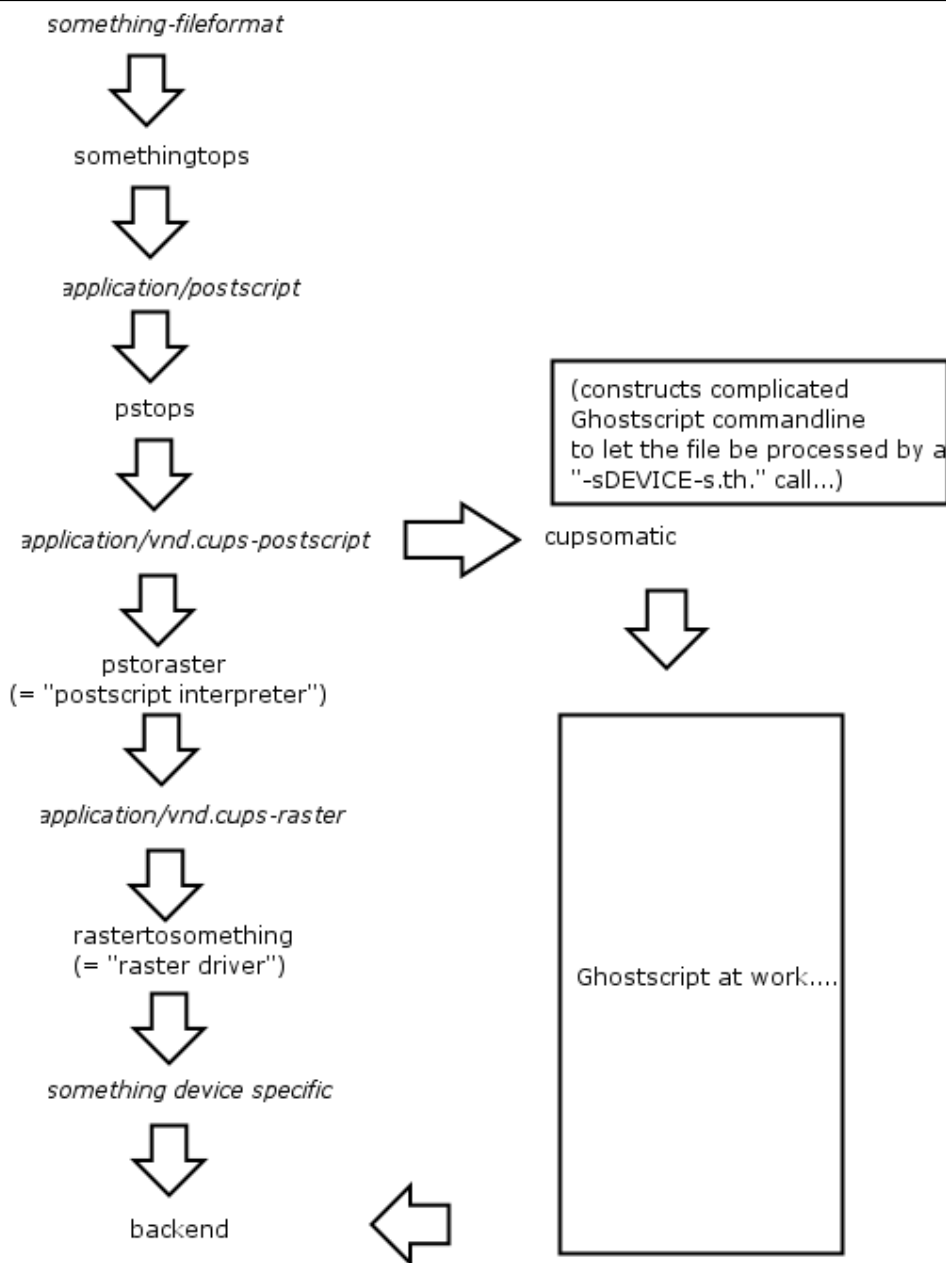 something-fileformat
somethingtops
application/postscript
pstops
(constructs complicated
Ghostscript commandline
to let the file be processed by a
"-sDEVICE-s.th." call...)
application/vnd.cups-postscript
cupsomatic
pstoraster
(= "postscript interpreter")
application/vnd.cups-raster
rastertosomething
(= "raster driver")
Ghostscript at work....
something device specific
backend